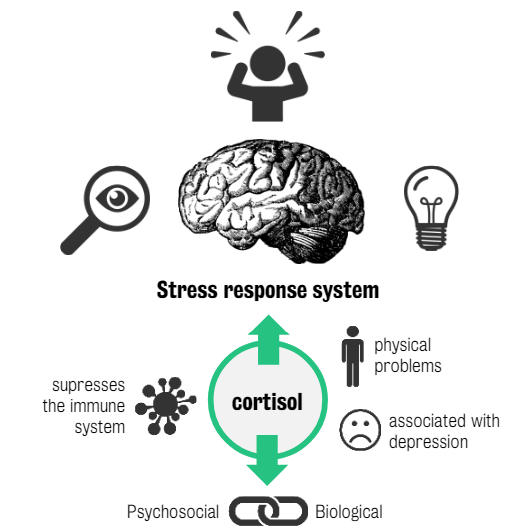 Stress response system
physical
problems
supresses
the immune
system
cortisol
associated with
depression
Psychosocial
Biological